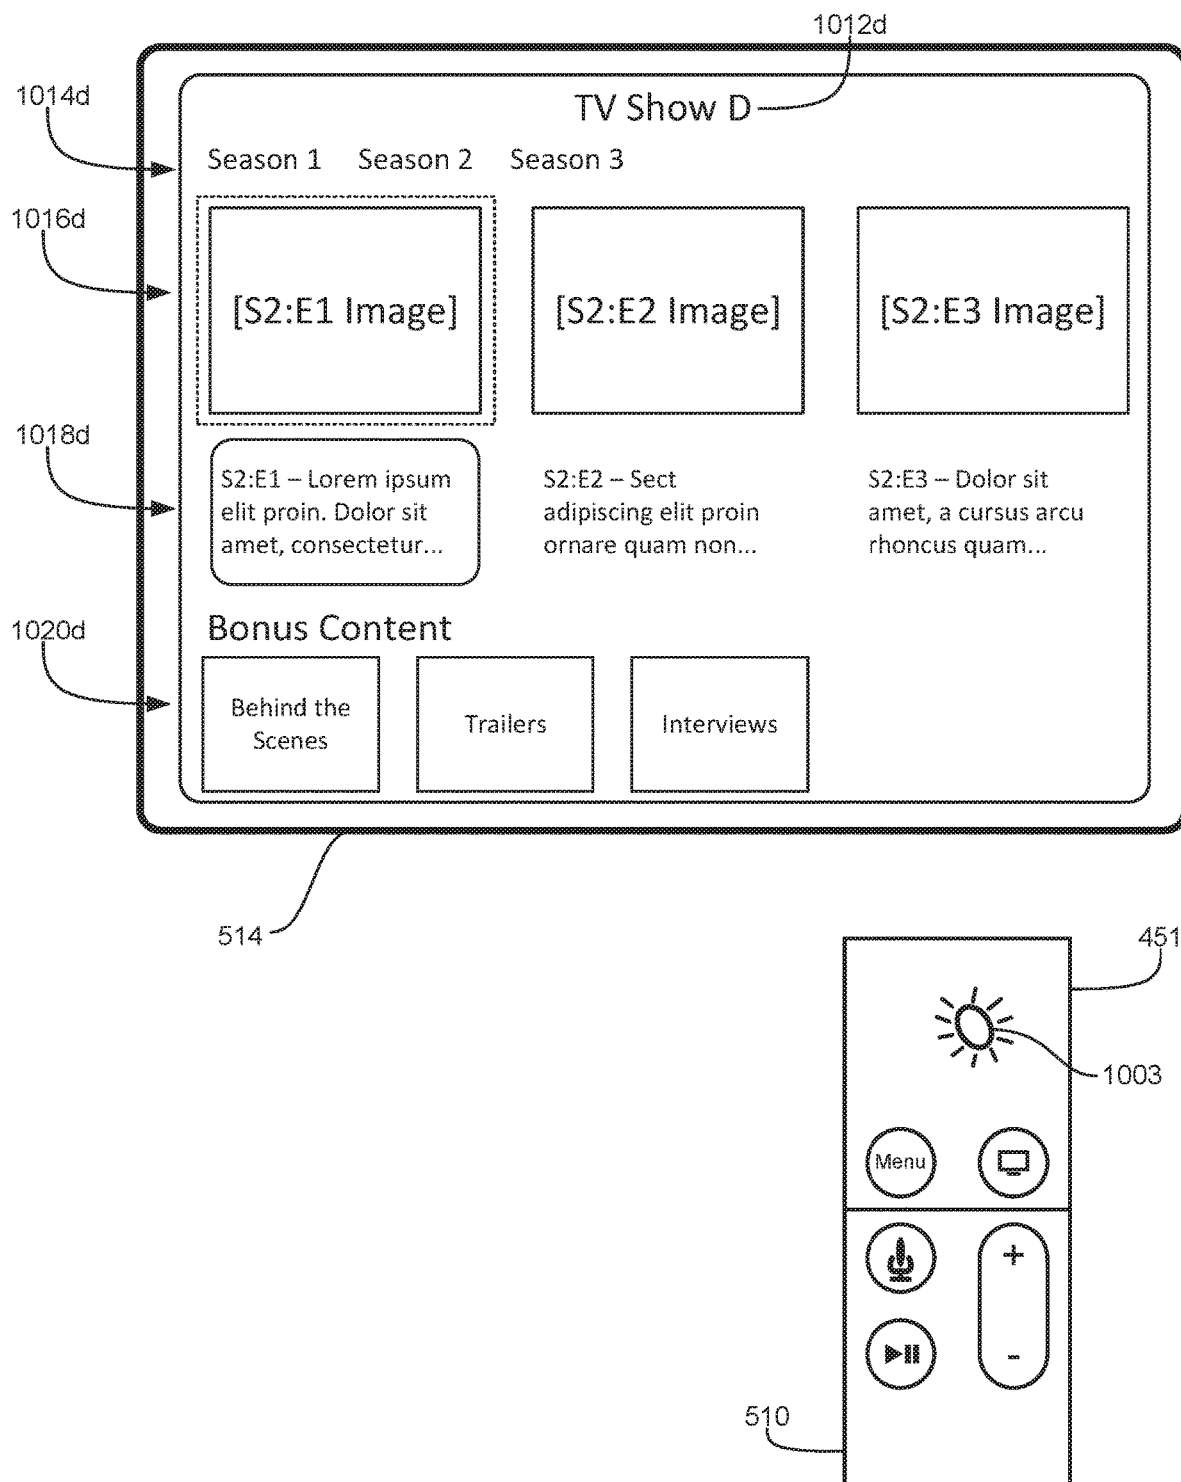 1012d
1014d
TV Show D
Season 1 Season 2 Season 3
1016d
[S2:E1 Image] [S2:E2 Image] [S2:E3 Image]
1018d
S2:E1 – Lorem ipsum
elit proin. Dolor sit
amet, consectetur...
S2:E2 – Sect
adipiscing elit proin
ornare quam non...
S2:E3 – Dolor sit
amet, a cursus arcu
rhoncus quam...
1020d
Bonus Content
Behind the
Scenes
Trailers
Interviews
514
451
1003
Menu
+
-
510